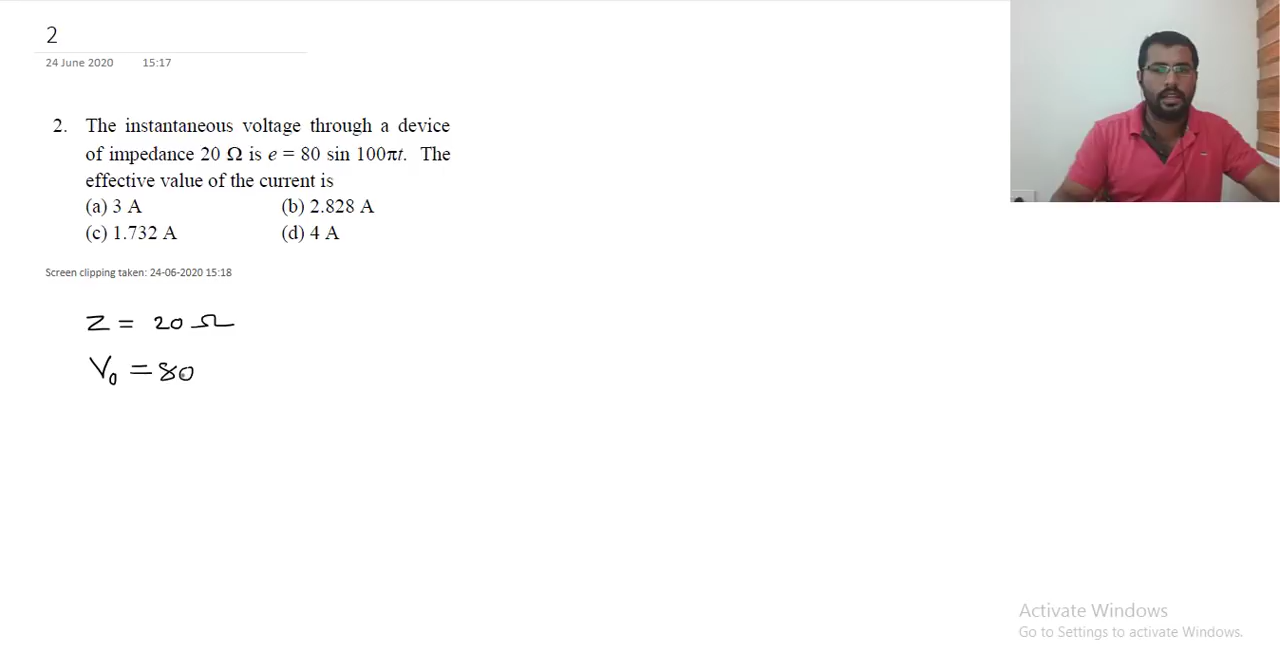 2
24 June 2020 15:17
2. The instantaneous voltage through a device
of impedance 20 Ω is e = 80 sin 100πt. The
effective value of the current is
(a) 3 A (b) 2.828 A
(c) 1.732 A (d) 4 A
Screen clipping taken: 24-06-2020 15:18
Z = 20 Ω
V₀ = 80
Activate Windows
Go to Settings to activate Windows.